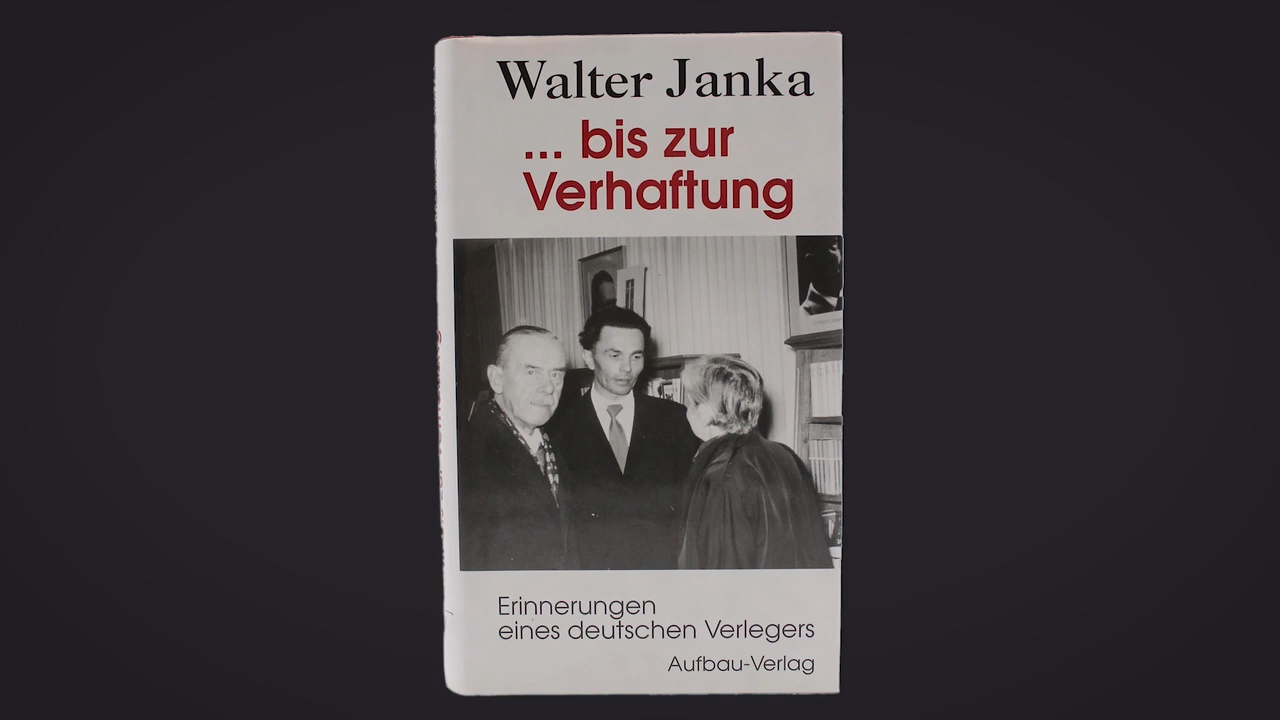 Walter Janka
... bis zur
Verhaftung
Erinnerungen
eines deutschen Verlegers
Aufbau-Verlag